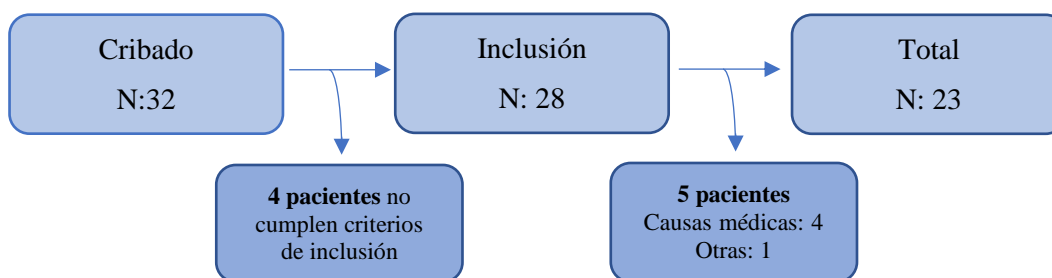 Cribado
N:32
Inclusión
N: 28
Total
N: 23
4 pacientes no
cumplen criterios
de inclusión
5 pacientes
Causas médicas: 4
Otras: 1